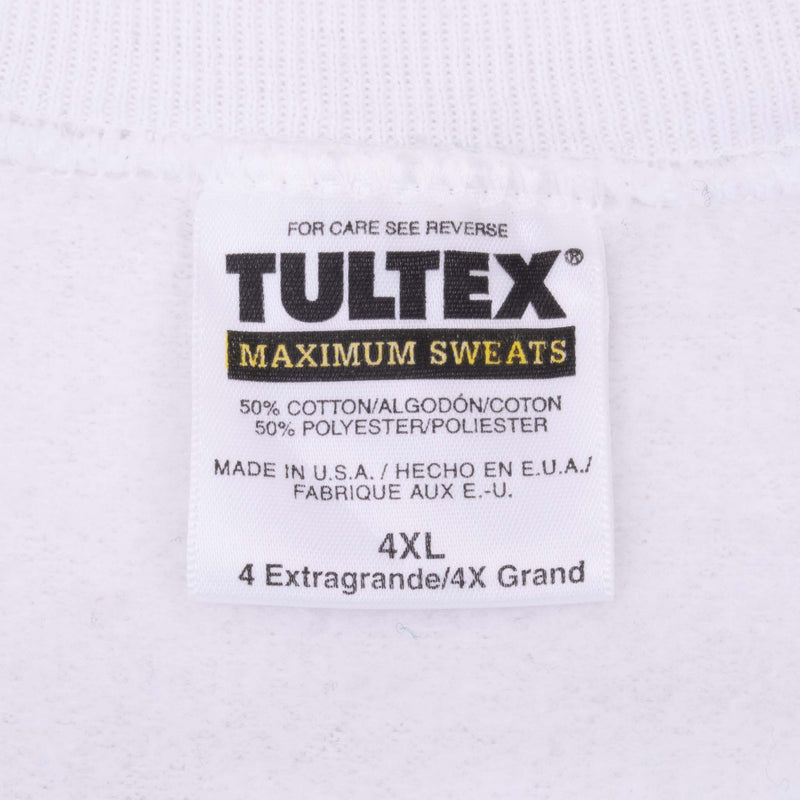 FOR CARE SEE REVERSE
TULTEX®
MAXIMUM SWEATS
50% COTTON/ALGODÓN/COTON
50% POLYESTER/POLIESTER
MADE IN U.S.A. / HECHO EN E.U.A./
FABRIQUE AUX E.-U.
4XL
4 Extragrande/4X Grand